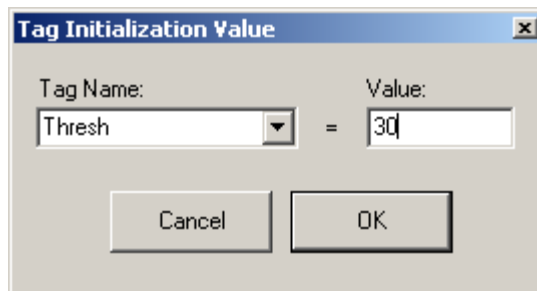 Tag Initialization Value
Tag Name: Value:
Thresh = 30
Cancel OK